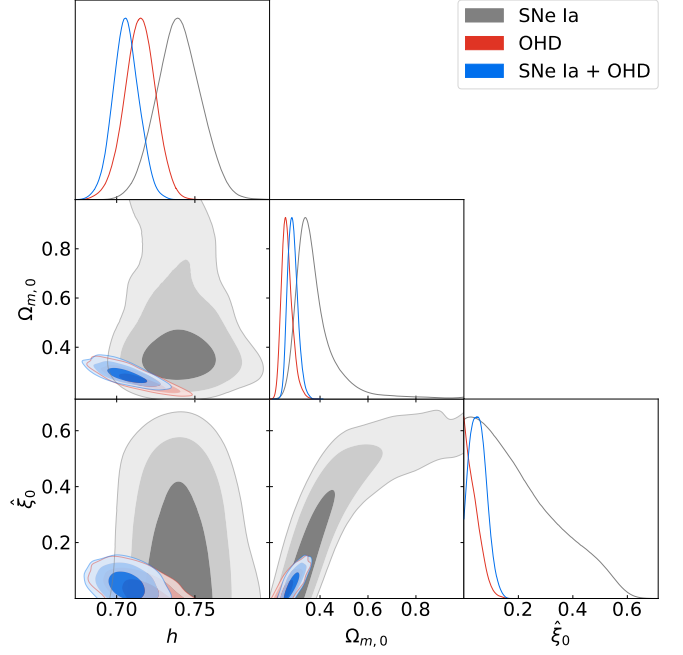 SNe Ia
OHD
SNe Ia + OHD
0.8
0.6
0.4
Ω_{m, 0}
0.6
0.4
0.2
ξ̂_0
0.70 0.75
h
0.4 0.6 0.8
Ω_{m, 0}
0.2 0.4 0.6
ξ̂_0